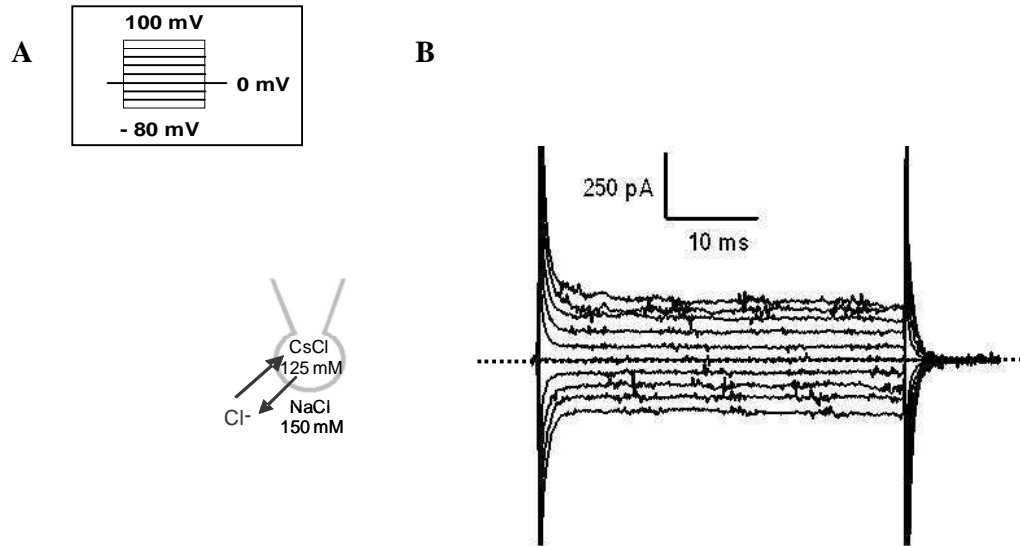 A
100 mV
0 mV
- 80 mV
B
250 pA
10 ms
CsCl
125 mM
Cl-
NaCl
150 mM